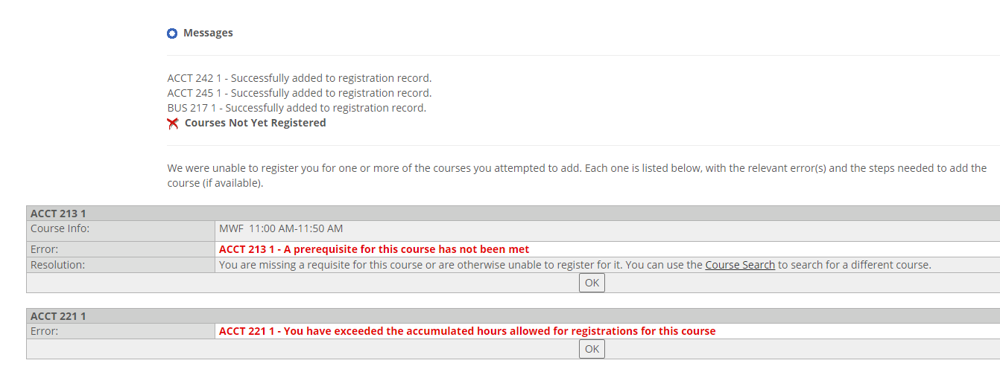 Messages
ACCT 242 1 - Successfully added to registration record.
ACCT 245 1 - Successfully added to registration record.
BUS 217 1 - Successfully added to registration record.
Courses Not Yet Registered
We were unable to register you for one or more of the courses you attempted to add. Each one is listed below, with the relevant error(s) and the steps needed to add the
course (if available).
ACCT 213 1
Course Info: MWF 11:00 AM-11:50 AM
Error: ACCT 213 1 - A prerequisite for this course has not been met
Resolution: You are missing a requisite for this course or are otherwise unable to register for it. You can use the Course Search to search for a different course.
OK
ACCT 221 1
Error: ACCT 221 1 - You have exceeded the accumulated hours allowed for registrations for this course
OK